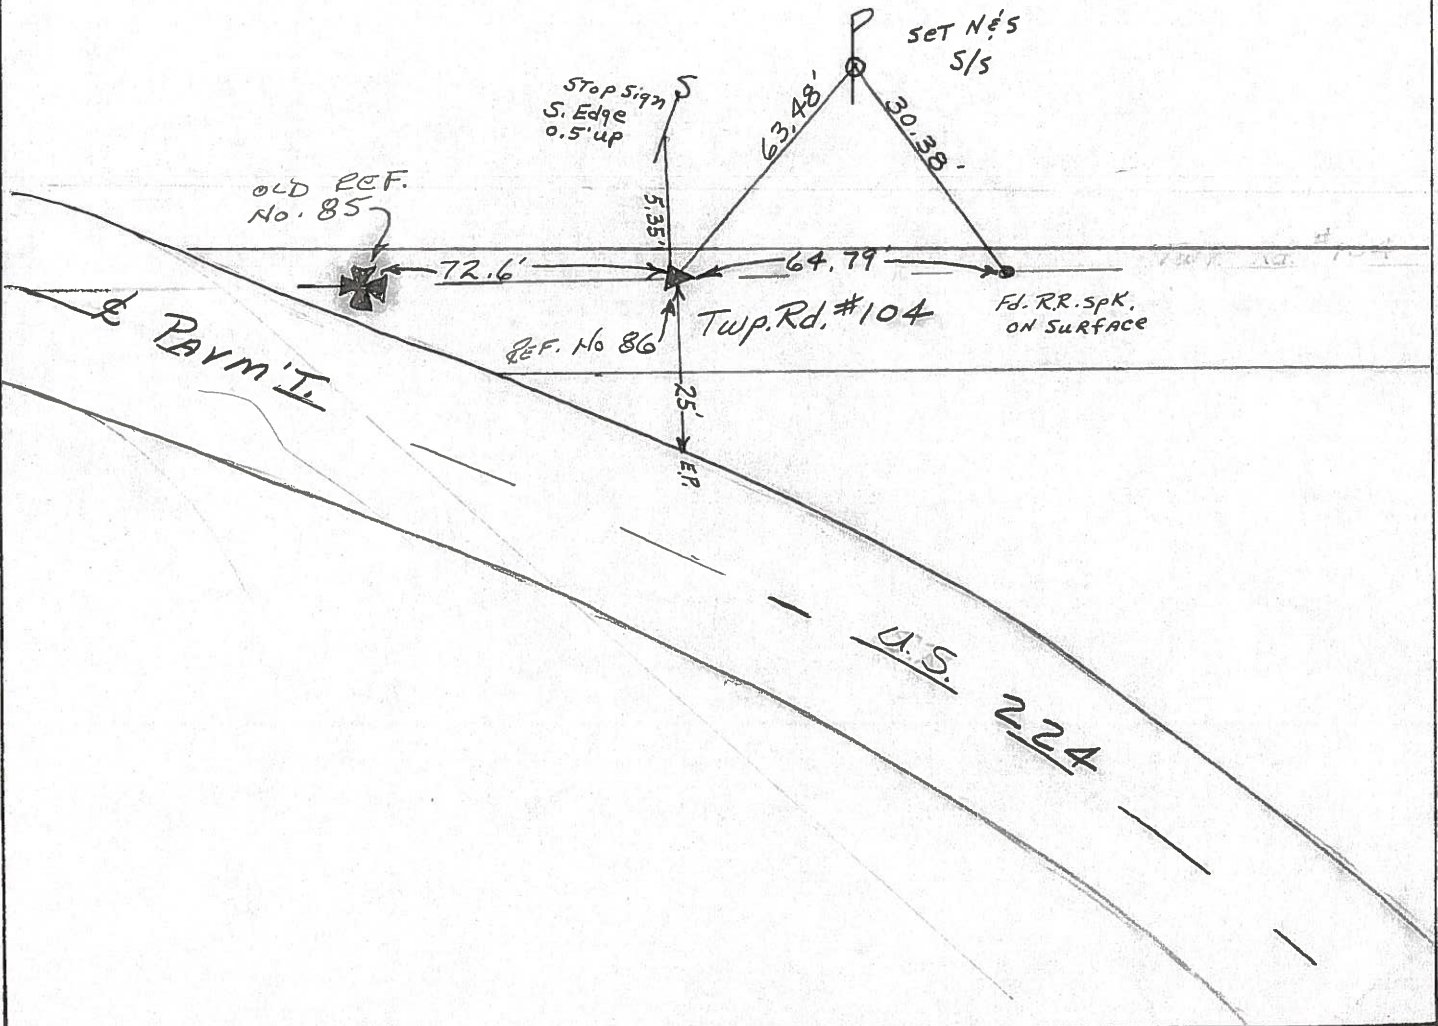 P
SET N&S
S/S
Stop Sign
S. Edge
0.5' up
S
63.48'
30.38
OLD REF.
No. 85
5.35'
72.6'
64.79'
℄ PAVM'T.
REF. No 86
Twp. Rd. #104
Fd. R.R. SPK.
ON SURFACE
25'
E.P.
U.S. 224